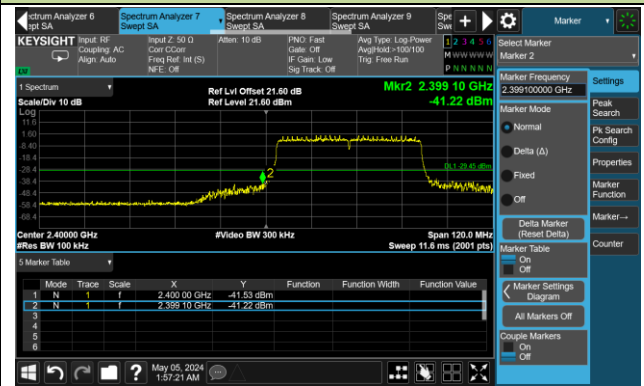 ectrum Analyzer 6
ept SA
Spectrum Analyzer 7
Swept SA
Spectrum Analyzer 8
Swept SA
Spectrum Analyzer 9
Swept SA
Spe
Swe
Marker
KEYSIGHT
Input: RF
Coupling: AC
Align: Auto
Input Z: 50 Ω
Corr CCorr
Freq Ref: Int (S)
NFE: Off
Atten: 10 dB
PNO: Fast
Gate: Off
IF Gain: Low
Sig Track: Off
Avg Type: Log-Power
Avg|Hold:>100/100
Trig: Free Run
1 2 3 4 5 6
M W W W W W
P N N N N N
LXI
Select Marker
Marker 2
1 Spectrum
Scale/Div 10 dB
Ref Lvl Offset 21.60 dB
Ref Level 21.60 dBm
Mkr2 2.399 10 GHz
-41.22 dBm
Log
11.6
1.60
-8.40
-18.4
-28.4
-38.4
-48.4
-58.4
-68.4
DL1 -29.45 dBm
2
Center 2.40000 GHz
#Res BW 100 kHz
#Video BW 300 kHz
Span 120.0 MHz
Sweep 11.6 ms (2001 pts)
5 Marker Table
Mode Trace Scale X Y Function Function Width Function Value
1 N 1 f 2.400 00 GHz -41.53 dBm
2 N 1 f 2.399 10 GHz -41.22 dBm
3
4
5
6
Marker Frequency
2.399100000 GHz
Marker Mode
Normal
Delta (Δ)
Fixed
Off
Delta Marker
(Reset Delta)
Marker Table
On
Off
Marker Settings
Diagram
All Markers Off
Couple Markers
On
Off
Settings
Peak
Search
Pk Search
Config
Properties
Marker
Function
Marker→
Counter
?
May 05, 2024
1:57:21 AM